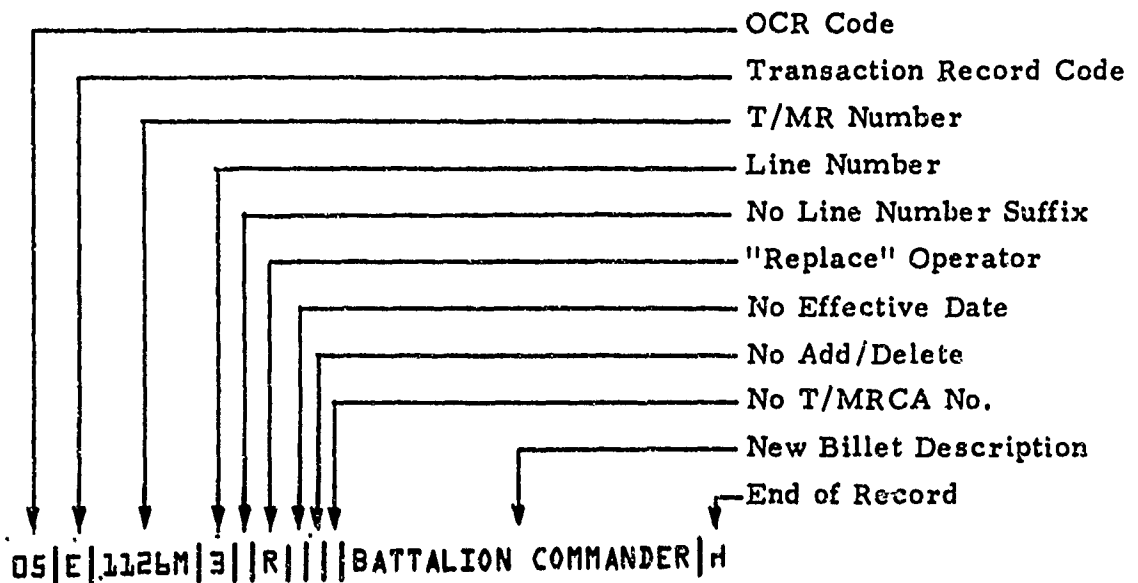 OCR Code
Transaction Record Code
T/MR Number
Line Number
No Line Number Suffix
"Replace" Operator
No Effective Date
No Add/Delete
No T/MRCA No.
New Billet Description
End of Record
05|E|1126M|3||R||||BATTALION COMMANDER|H